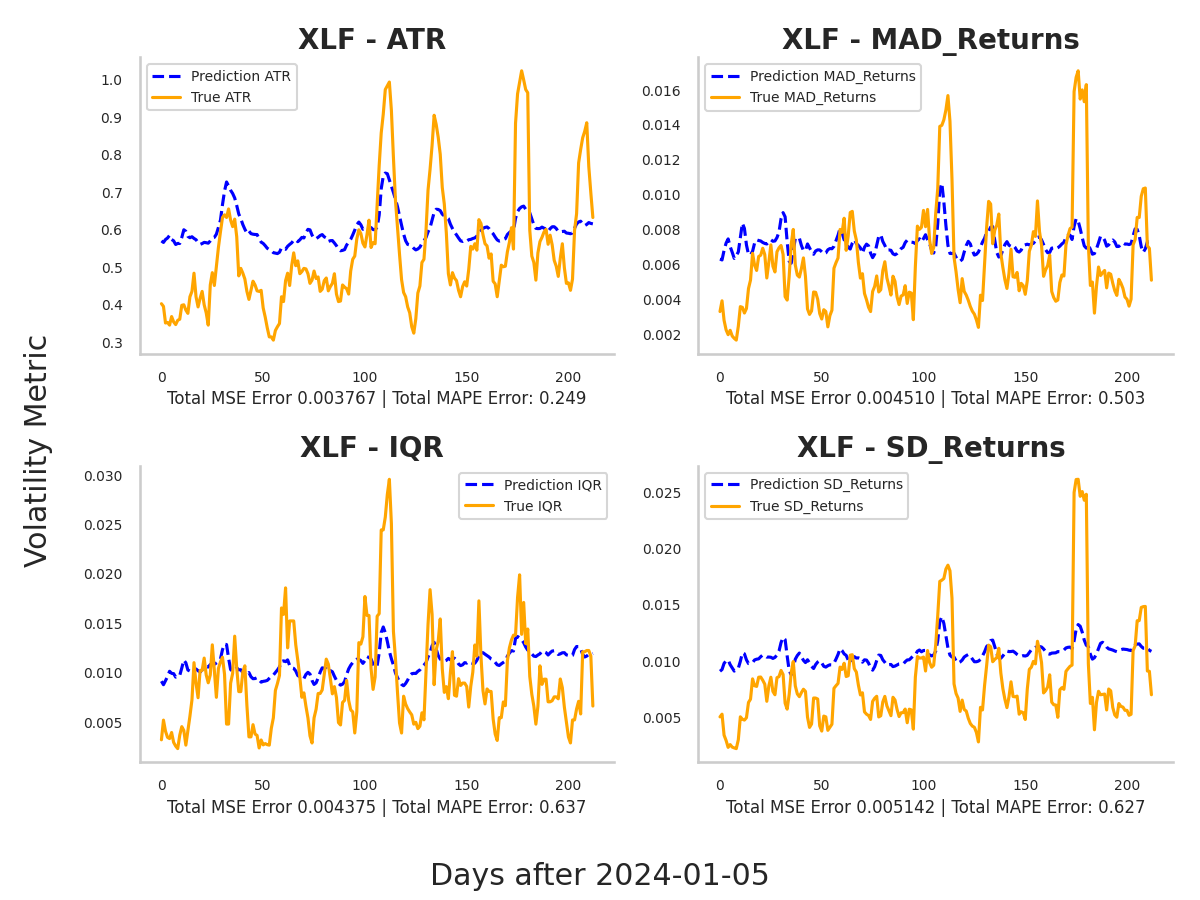 Volatility Metric
XLF - ATR
Prediction ATR
True ATR
1.0
0.9
0.8
0.7
0.6
0.5
0.4
0.3
0 50 100 150 200
Total MSE Error 0.003767 | Total MAPE Error: 0.249
XLF - MAD_Returns
Prediction MAD_Returns
True MAD_Returns
0.016
0.014
0.012
0.010
0.008
0.006
0.004
0.002
0 50 100 150 200
Total MSE Error 0.004510 | Total MAPE Error: 0.503
XLF - IQR
Prediction IQR
True IQR
0.030
0.025
0.020
0.015
0.010
0.005
0 50 100 150 200
Total MSE Error 0.004375 | Total MAPE Error: 0.637
XLF - SD_Returns
Prediction SD_Returns
True SD_Returns
0.025
0.020
0.015
0.010
0.005
0 50 100 150 200
Total MSE Error 0.005142 | Total MAPE Error: 0.627
Days after 2024-01-05